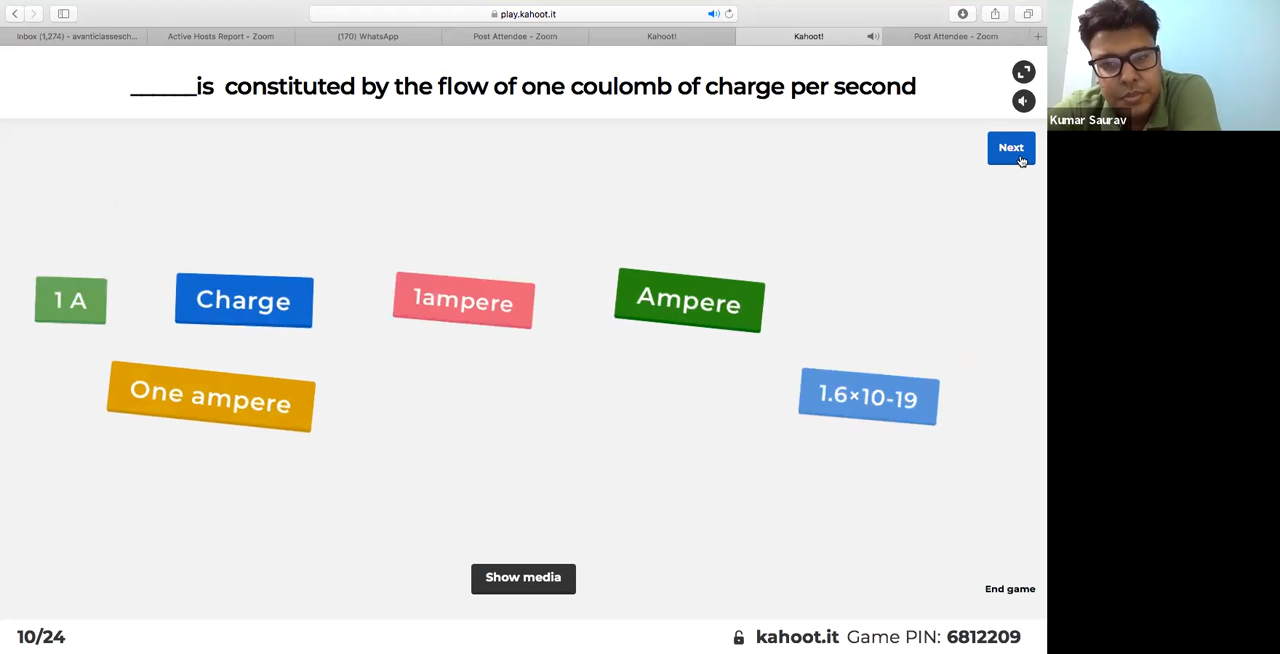 play.kahoot.it
Inbox (1,274) - avanticlassesch...
Active Hosts Report - Zoom
(170) WhatsApp
Post Attendee - Zoom
Kahoot!
Kahoot!
Post Attendee - Zoom
______is constituted by the flow of one coulomb of charge per second
Kumar Saurav
Next
1 A
Charge
1ampere
Ampere
One ampere
1.6×10-19
Show media
End game
10/24
kahoot.it Game PIN: 6812209